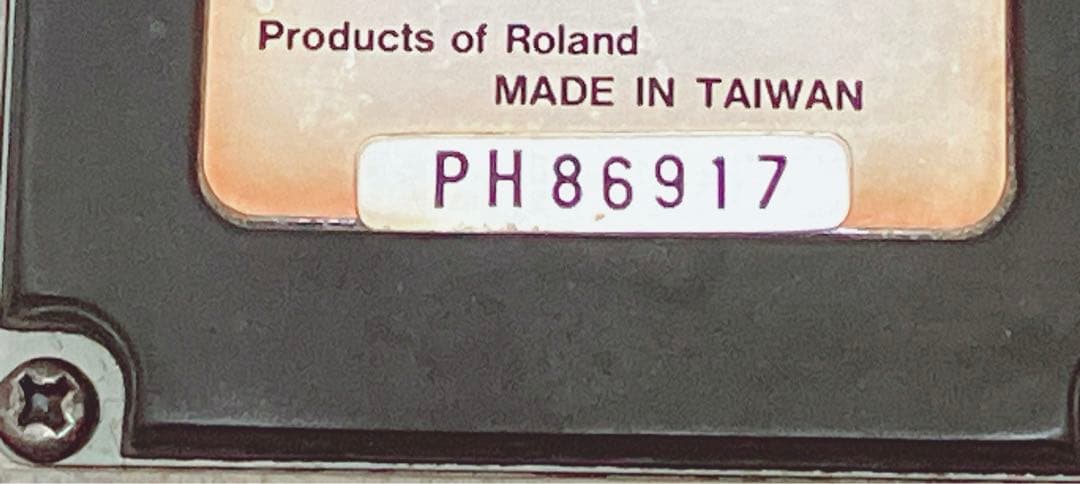 Products of Roland
MADE IN TAIWAN
PH86917